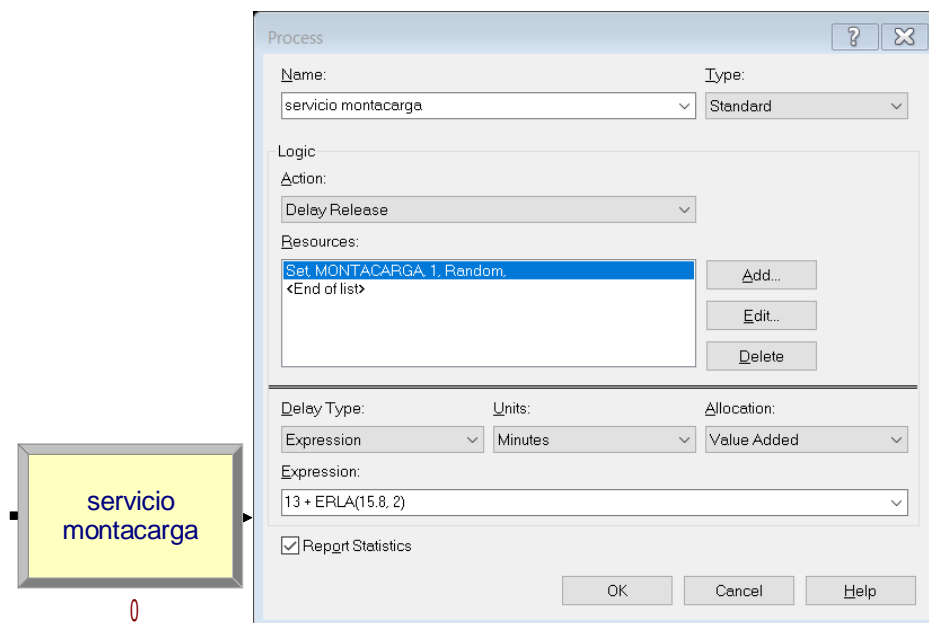 Process
Name:
Type:
servicio montacarga
Standard
Logic
Action:
Delay Release
Resources:
Set, MONTACARGA, 1, Random,
<End of list>
Add...
Edit...
Delete
Delay Type:
Units:
Allocation:
Expression
Minutes
Value Added
Expression:
13 + ERLA(15.8, 2)
Report Statistics
OK
Cancel
Help
servicio
montacarga
0